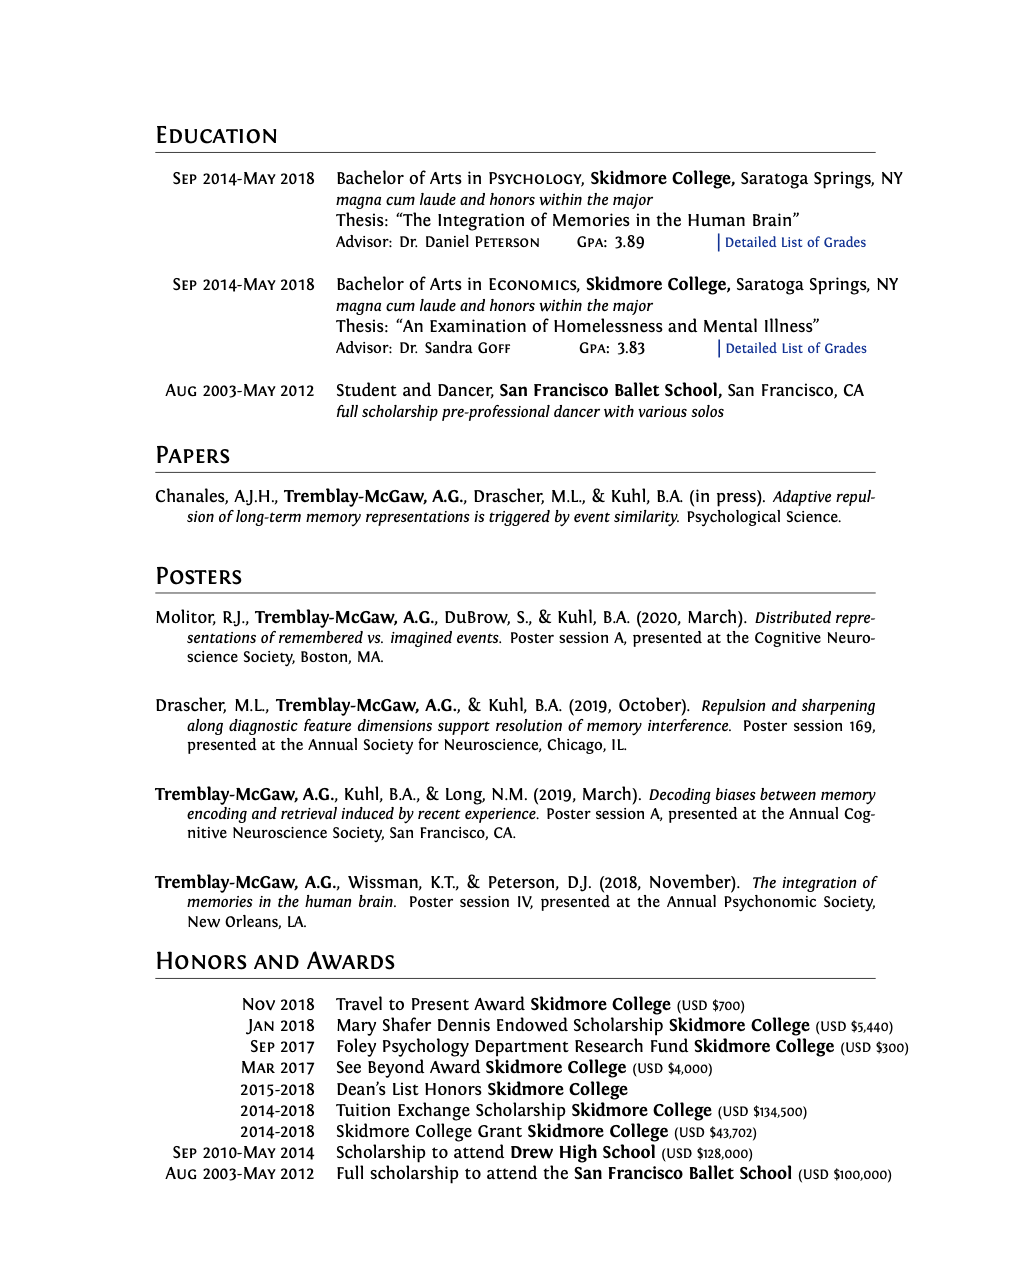 Education
Sep 2014-May 2018 Bachelor of Arts in Psychology, Skidmore College, Saratoga Springs, NY
magna cum laude and honors within the major
Thesis: “The Integration of Memories in the Human Brain”
Advisor: Dr. Daniel Peterson Gpa: 3.89 | Detailed List of Grades
Sep 2014-May 2018 Bachelor of Arts in Economics, Skidmore College, Saratoga Springs, NY
magna cum laude and honors within the major
Thesis: “An Examination of Homelessness and Mental Illness”
Advisor: Dr. Sandra Goff Gpa: 3.83 | Detailed List of Grades
Aug 2003-May 2012 Student and Dancer, San Francisco Ballet School, San Francisco, CA
full scholarship pre-professional dancer with various solos
Papers
Chanales, A.J.H., Tremblay-McGaw, A.G., Drascher, M.L., & Kuhl, B.A. (in press). Adaptive repul-
sion of long-term memory representations is triggered by event similarity. Psychological Science.
Posters
Molitor, R.J., Tremblay-McGaw, A.G., DuBrow, S., & Kuhl, B.A. (2020, March). Distributed repre-
sentations of remembered vs. imagined events. Poster session A, presented at the Cognitive Neuro-
science Society, Boston, MA.
Drascher, M.L., Tremblay-McGaw, A.G., & Kuhl, B.A. (2019, October). Repulsion and sharpening
along diagnostic feature dimensions support resolution of memory interference. Poster session 169,
presented at the Annual Society for Neuroscience, Chicago, IL.
Tremblay-McGaw, A.G., Kuhl, B.A., & Long, N.M. (2019, March). Decoding biases between memory
encoding and retrieval induced by recent experience. Poster session A, presented at the Annual Cog-
nitive Neuroscience Society, San Francisco, CA.
Tremblay-McGaw, A.G., Wissman, K.T., & Peterson, D.J. (2018, November). The integration of
memories in the human brain. Poster session IV, presented at the Annual Psychonomic Society,
New Orleans, LA.
Honors and Awards
Nov 2018 Travel to Present Award Skidmore College (USD $700)
Jan 2018 Mary Shafer Dennis Endowed Scholarship Skidmore College (USD $5,440)
Sep 2017 Foley Psychology Department Research Fund Skidmore College (USD $300)
Mar 2017 See Beyond Award Skidmore College (USD $4,000)
2015-2018 Dean’s List Honors Skidmore College
2014-2018 Tuition Exchange Scholarship Skidmore College (USD $134,500)
2014-2018 Skidmore College Grant Skidmore College (USD $43,702)
Sep 2010-May 2014 Scholarship to attend Drew High School (USD $128,000)
Aug 2003-May 2012 Full scholarship to attend the San Francisco Ballet School (USD $100,000)